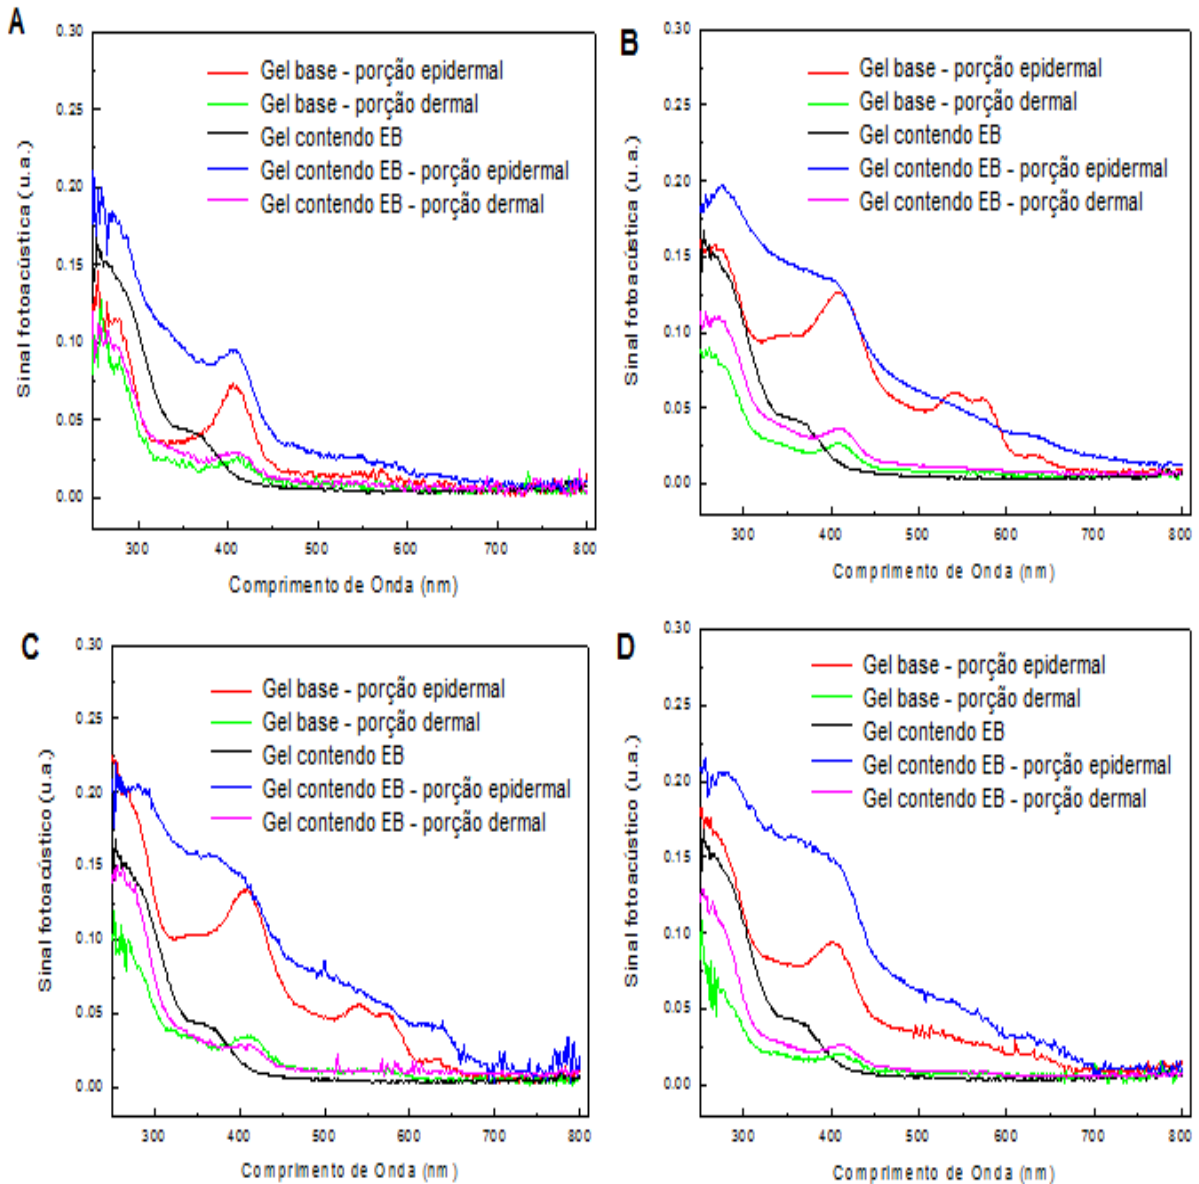 A
0.30
0.25
0.20
0.15
0.10
0.05
0.00
Sinal fotoacústica (u.a.)
Gel base - porção epidermal
Gel base - porção dermal
Gel contendo EB
Gel contendo EB - porção epidermal
Gel contendo EB - porção dermal
300 400 500 600 700 800
Comprimento de Onda (nm)
B
0.30
0.25
0.20
0.15
0.10
0.05
0.00
Sinal fotoacústica (u.a.)
Gel base - porção epidermal
Gel base - porção dermal
Gel contendo EB
Gel contendo EB - porção epidermal
Gel contendo EB - porção dermal
300 400 500 600 700 800
Comprimento de Onda (nm)
C
0.30
0.25
0.20
0.15
0.10
0.05
0.00
Sinal fotoacústico (u.a.)
Gel base - porção epidermal
Gel base - porção dermal
Gel contendo EB
Gel contendo EB - porção epidermal
Gel contendo EB - porção dermal
300 400 500 600 700 800
Comprimento de Onda (nm)
D
0.30
0.25
0.20
0.15
0.10
0.05
0.00
Sinal fotoacústico (u.a.)
Gel base - porção epidermal
Gel base - porção dermal
Gel contendo EB
Gel contendo EB - porção epidermal
Gel contendo EB - porção dermal
300 400 500 600 700 800
Comprimento de Onda (nm)